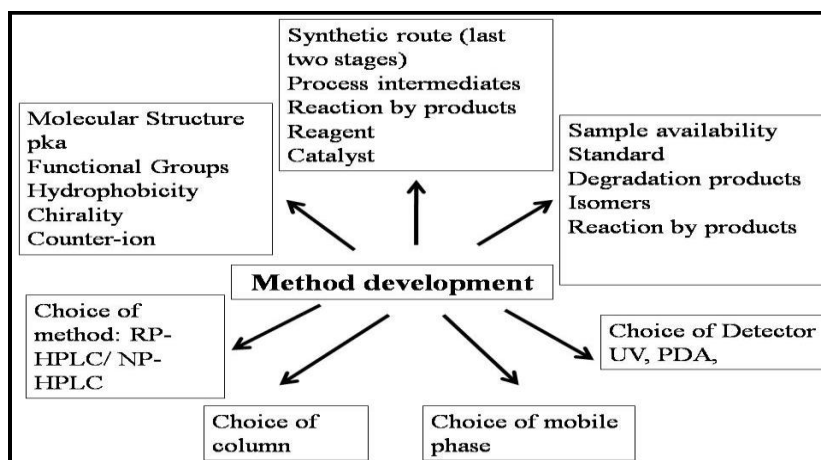 Synthetic route (last
two stages)
Process intermediates
Reaction by products
Reagent
Catalyst
Molecular Structure
pka
Functional Groups
Hydrophobicity
Chirality
Counter-ion
Sample availability
Standard
Degradation products
Isomers
Reaction by products
Method development
Choice of
method: RP-
HPLC/ NP-
HPLC
Choice of Detector
UV, PDA,
Choice of
column
Choice of mobile
phase